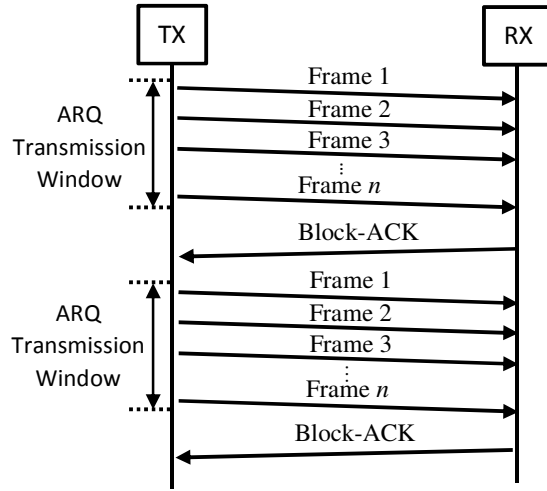 TX
RX
Frame 1
Frame 2
Frame 3
Frame n
ARQ
Transmission
Window
Block-ACK
Frame 1
Frame 2
Frame 3
Frame n
ARQ
Transmission
Window
Block-ACK